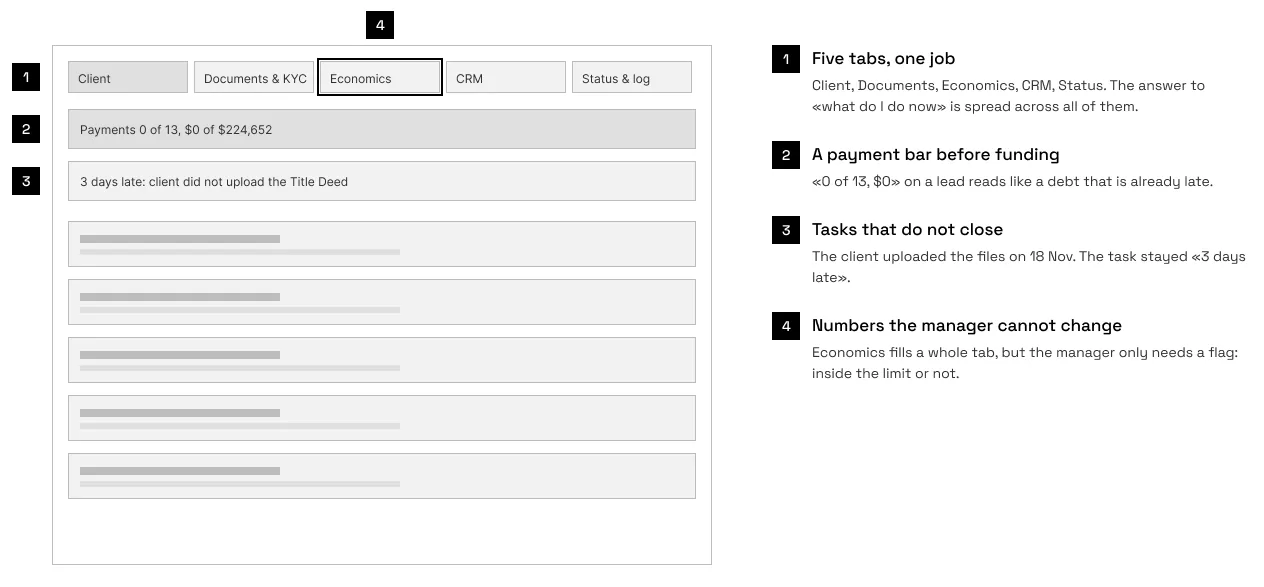 4
1
Client
Documents & KYC
Economics
CRM
Status & log
2
Payments 0 of 13, $0 of $224,652
3
3 days late: client did not upload the Title Deed
1
Five tabs, one job
Client, Documents, Economics, CRM, Status. The answer to
«what do I do now» is spread across all of them.
2
A payment bar before funding
«0 of 13, $0» on a lead reads like a debt that is already late.
3
Tasks that do not close
The client uploaded the files on 18 Nov. The task stayed «3 days
late».
4
Numbers the manager cannot change
Economics fills a whole tab, but the manager only needs a flag:
inside the limit or not.